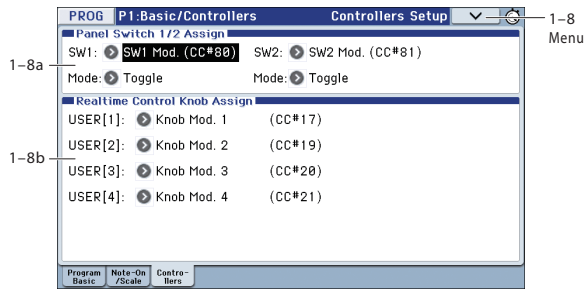 PROG P1:Basic/Controllers Controllers Setup
1–8
Menu
Panel Switch 1/2 Assign
1–8a
SW1: SW1 Mod. (CC#80) SW2: SW2 Mod. (CC#81)
Mode: Toggle Mode: Toggle
Realtime Control Knob Assign
1–8b
USER[1]: Knob Mod. 1 (CC#17)
USER[2]: Knob Mod. 2 (CC#19)
USER[3]: Knob Mod. 3 (CC#20)
USER[4]: Knob Mod. 4 (CC#21)
Program Basic
Note-On /Scale
Contro- llers